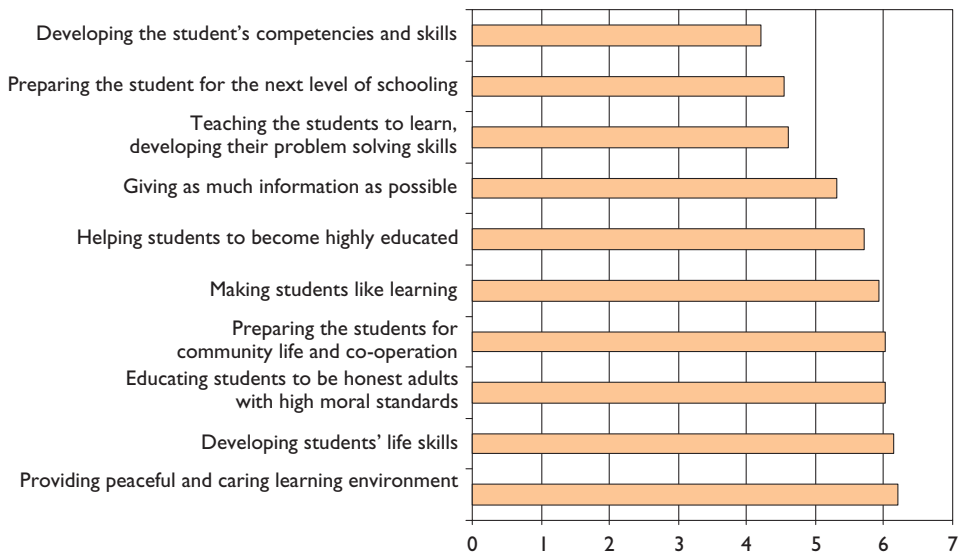 Developing the student’s competencies and skills
Preparing the student for the next level of schooling
Teaching the students to learn,
developing their problem solving skills
Giving as much information as possible
Helping students to become highly educated
Making students like learning
Preparing the students for
community life and co-operation
Educating students to be honest adults
with high moral standards
Developing students’ life skills
Providing peaceful and caring learning environment
0 1 2 3 4 5 6 7